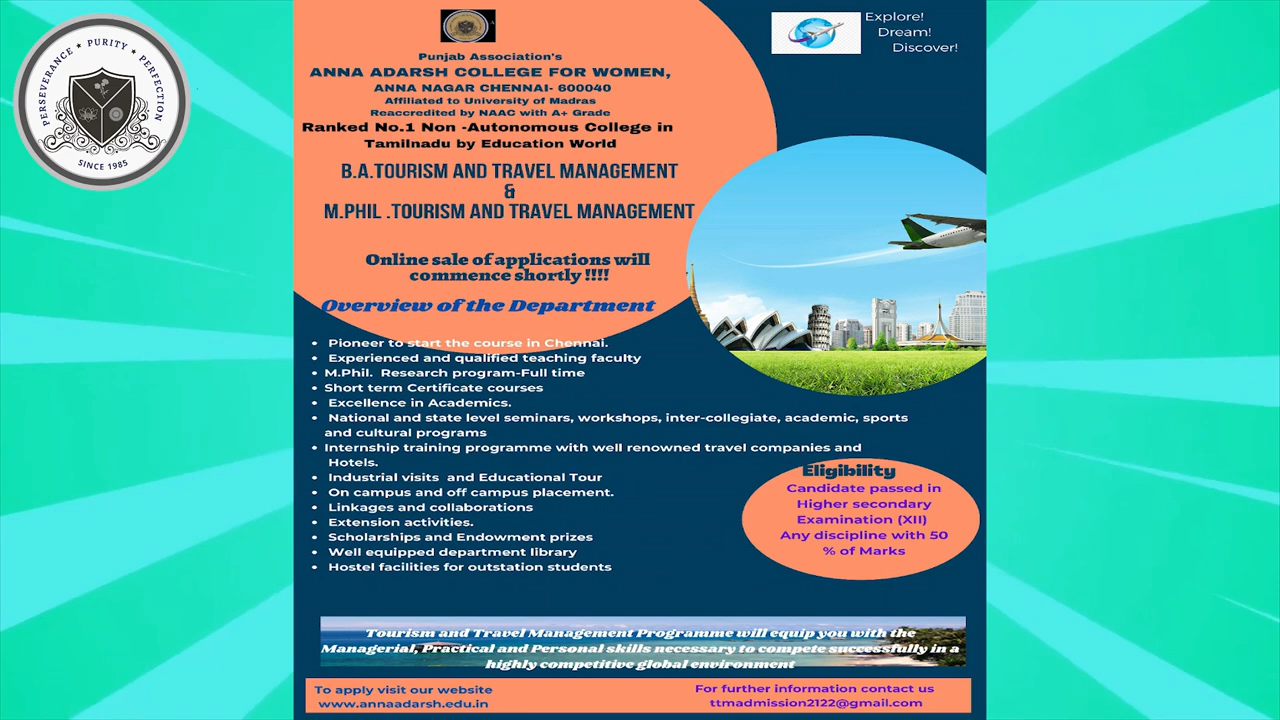 PERSEVERANCE ★ PURITY ★ PERFECTION
SINCE 1985
Explore!
Dream!
Discover!
Punjab Association's
ANNA ADARSH COLLEGE FOR WOMEN,
ANNA NAGAR CHENNAI- 600040
Affiliated to University of Madras
Reaccredited by NAAC with A+ Grade
Ranked No.1 Non -Autonomous College in
Tamilnadu by Education World
B.A.TOURISM AND TRAVEL MANAGEMENT
&
M.PHIL .TOURISM AND TRAVEL MANAGEMENT
Online sale of applications will
commence shortly !!!!
Overview of the Department
• Pioneer to start the course in Chennai.
• Experienced and qualified teaching faculty
• M.Phil. Research program-Full time
• Short term Certificate courses
• Excellence in Academics.
• National and state level seminars, workshops, inter-collegiate, academic, sports
and cultural programs
• Internship training programme with well renowned travel companies and
Hotels.
• Industrial visits and Educational Tour
• On campus and off campus placement.
• Linkages and collaborations
• Extension activities.
• Scholarships and Endowment prizes
• Well equipped department library
• Hostel facilities for outstation students
Eligibility
Candidate passed in
Higher secondary
Examination (XII)
Any discipline with 50
% of Marks
Tourism and Travel Management Programme will equip you with the
Managerial, Practical and Personal skills necessary to compete successfully in a
highly competitive global environment
To apply visit our website
www.annaadarsh.edu.in
For further information contact us
ttmadmission2122@gmail.com